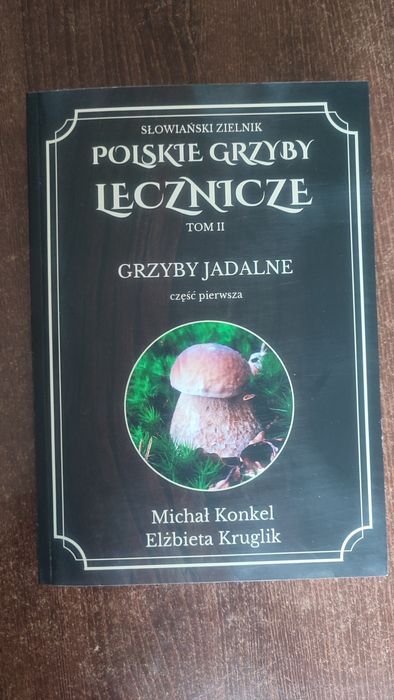 SŁOWIAŃSKI ZIELNIK
POLSKIE GRZYBY
LECZNICZE
TOM II
GRZYBY JADALNE
część pierwsza
Michał Konkel
Elżbieta Kruglik